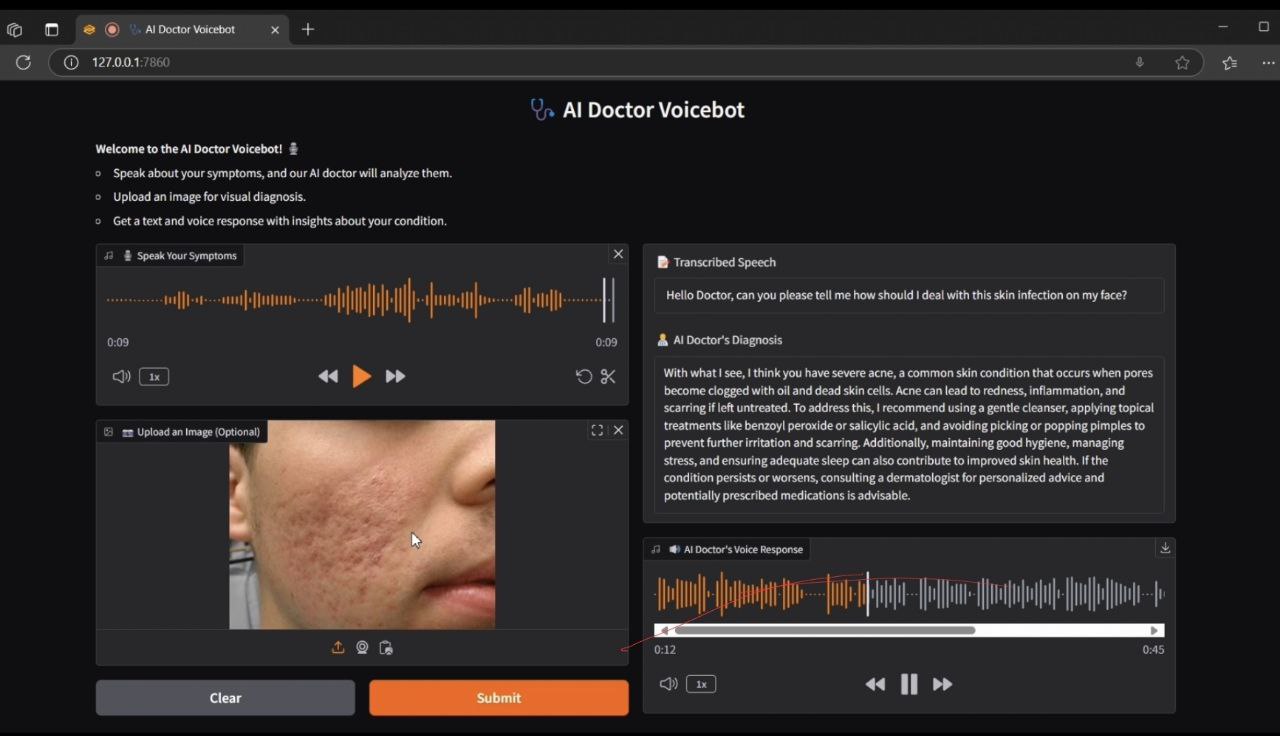 AI Doctor Voicebot
127.0.0.1:7860
AI Doctor Voicebot
Welcome to the AI Doctor Voicebot!
Speak about your symptoms, and our AI doctor will analyze them.
Upload an image for visual diagnosis.
Get a text and voice response with insights about your condition.
Speak Your Symptoms
0:09
0:09
1x
Upload an Image (Optional)
Clear
Submit
Transcribed Speech
Hello Doctor, can you please tell me how should I deal with this skin infection on my face?
AI Doctor's Diagnosis
With what I see, I think you have severe acne, a common skin condition that occurs when pores
become clogged with oil and dead skin cells. Acne can lead to redness, inflammation, and
scarring if left untreated. To address this, I recommend using a gentle cleanser, applying topical
treatments like benzoyl peroxide or salicylic acid, and avoiding picking or popping pimples to
prevent further irritation and scarring. Additionally, maintaining good hygiene, managing
stress, and ensuring adequate sleep can also contribute to improved skin health. If the
condition persists or worsens, consulting a dermatologist for personalized advice and
potentially prescribed medications is advisable.
AI Doctor's Voice Response
0:12
0:45
1x